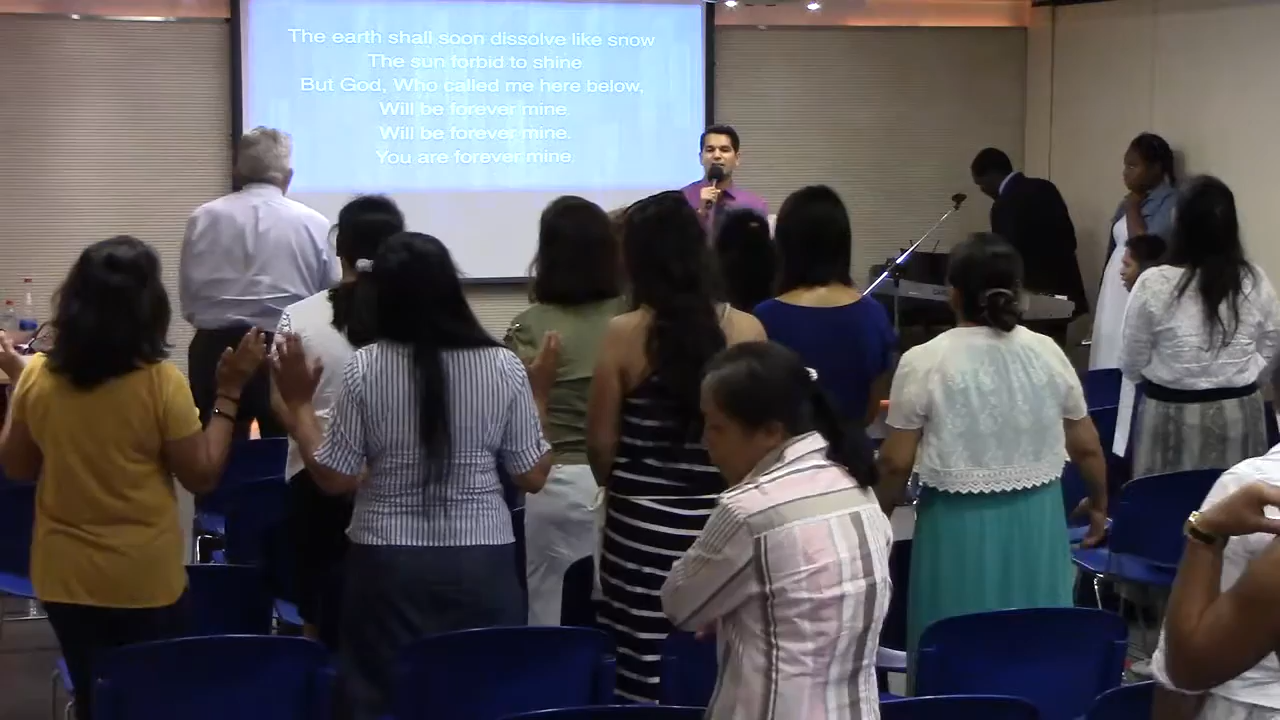 The earth shall soon dissolve like snow
The sun forbid to shine
But God, Who called me here below,
Will be forever mine.
Will be forever mine.
You are forever mine